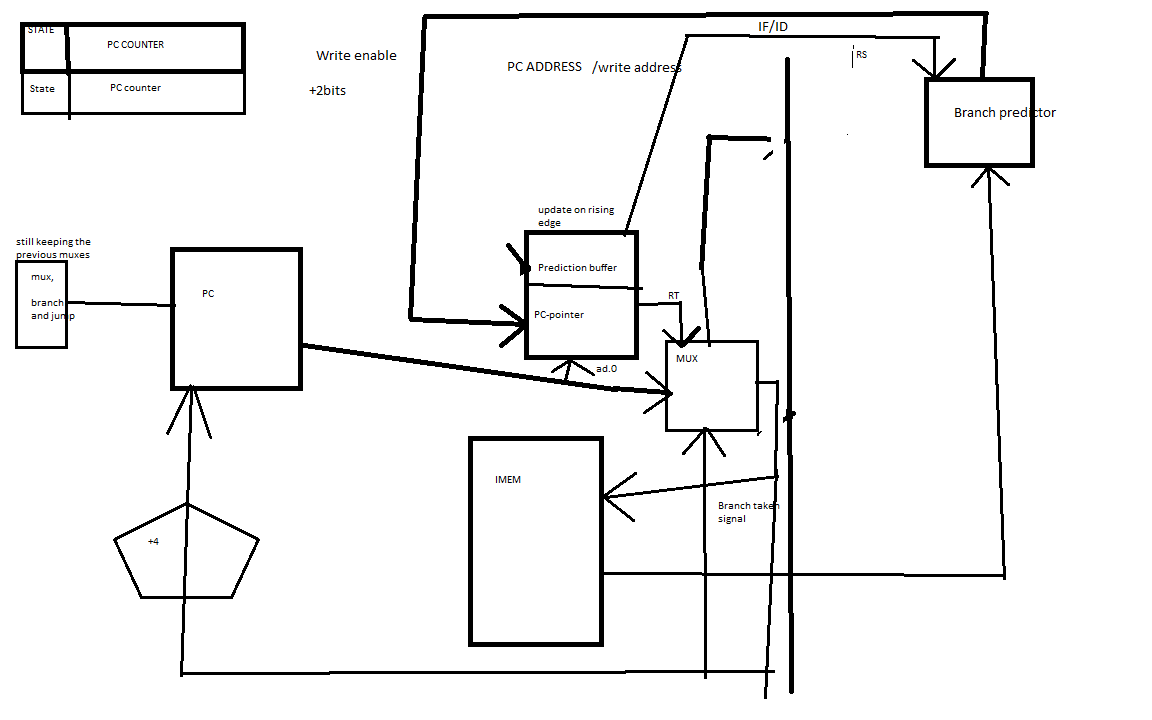 STATE
PC COUNTER
State
PC counter
Write enable
+2bits
PC ADDRESS /write address
IF/ID
RS
Branch predictor
update on rising
edge
Prediction buffer
PC-pointer
RT
ad.0
MUX
still keeping the
previous muxes
mux,
branch
and jump
PC
IMEM
Branch taken
signal
+4